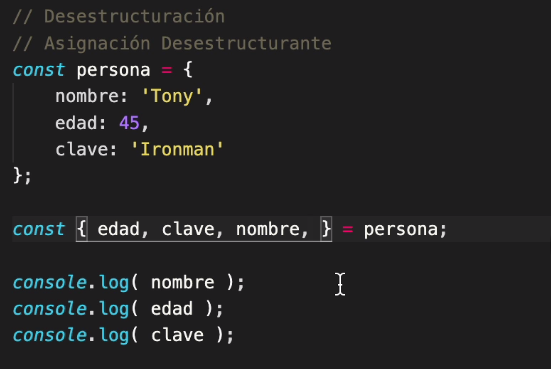 // Desestructuración
// Asignación Desestructurante
const persona = {
    nombre: 'Tony',
    edad: 45,
    clave: 'Ironman'
};
const { edad, clave, nombre, } = persona;
console.log( nombre );
console.log( edad );
console.log( clave );